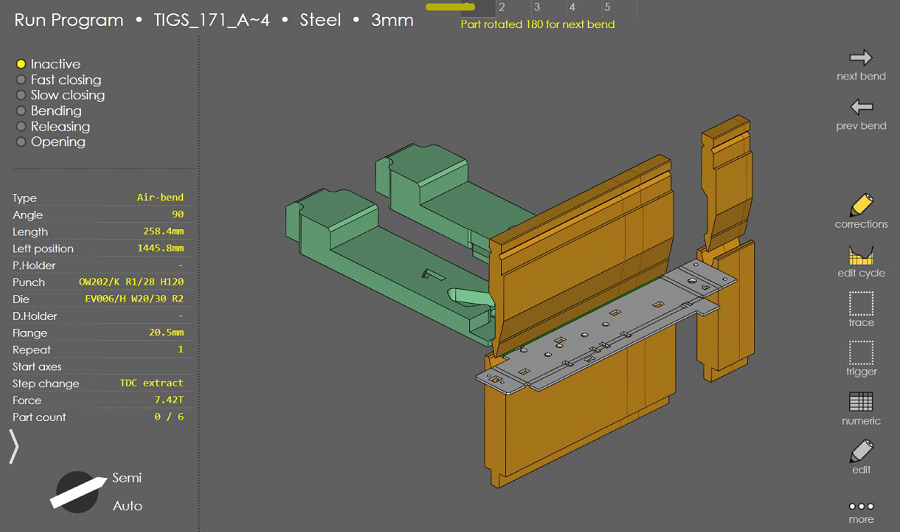 Run Program • TIGS_171_A~4 • Steel • 3mm
2 3 4 5
Part rotated 180 for next bend
Inactive
Fast closing
Slow closing
Bending
Releasing
Opening
Type Air-bend
Angle 90
Length 258.4mm
Left position 1445.8mm
P.Holder -
Punch OW202/K R1/28 H120
Die EV006/H W20/30 R2
D.Holder -
Flange 20.5mm
Repeat 1
Start axes
Step change TDC extract
Force 7.42T
Part count 0 / 6
Semi
Auto
next bend
prev bend
corrections
edit cycle
trace
trigger
numeric
edit
more